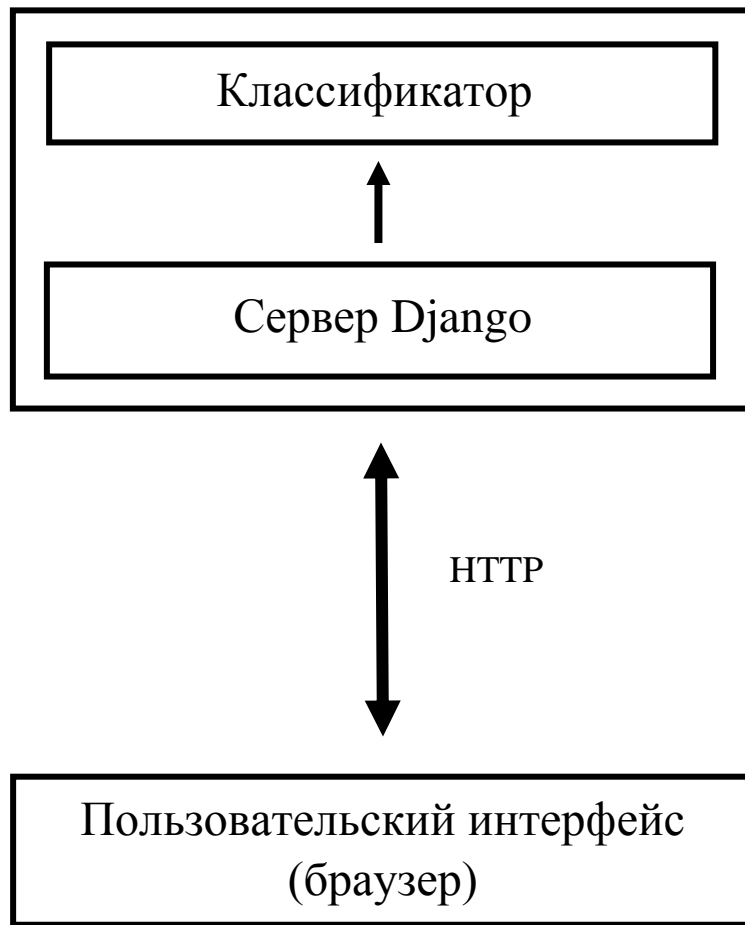 Классификатор
Сервер Django
HTTP
Пользовательский интерфейс
(браузер)